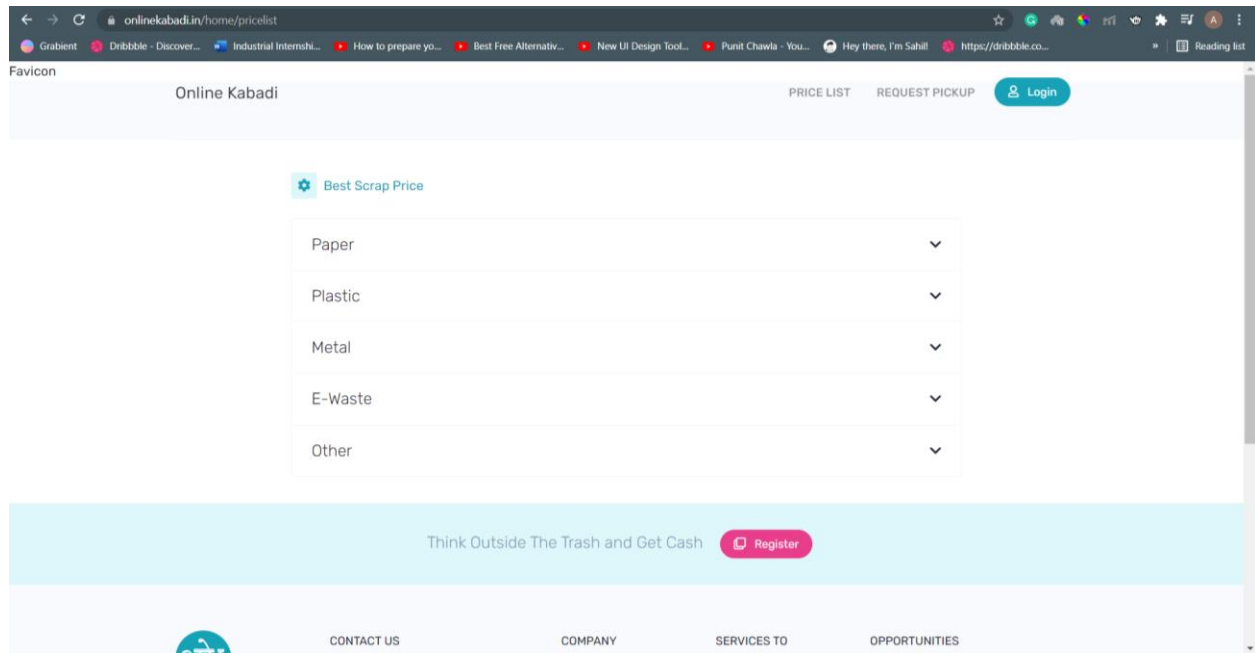 onlinekabadi.in/home/pricelist
Grabient Dribbble - Discover... Industrial Internshi... How to prepare yo... Best Free Alternativ... New UI Design Tool... Punit Chawla - You... Hey there, I'm Sahil! https://dribbble.co... » Reading list
Favicon
Online Kabadi PRICE LIST REQUEST PICKUP Login
Best Scrap Price
Paper
Plastic
Metal
E-Waste
Other
Think Outside The Trash and Get Cash Register
CONTACT US COMPANY SERVICES TO OPPORTUNITIES